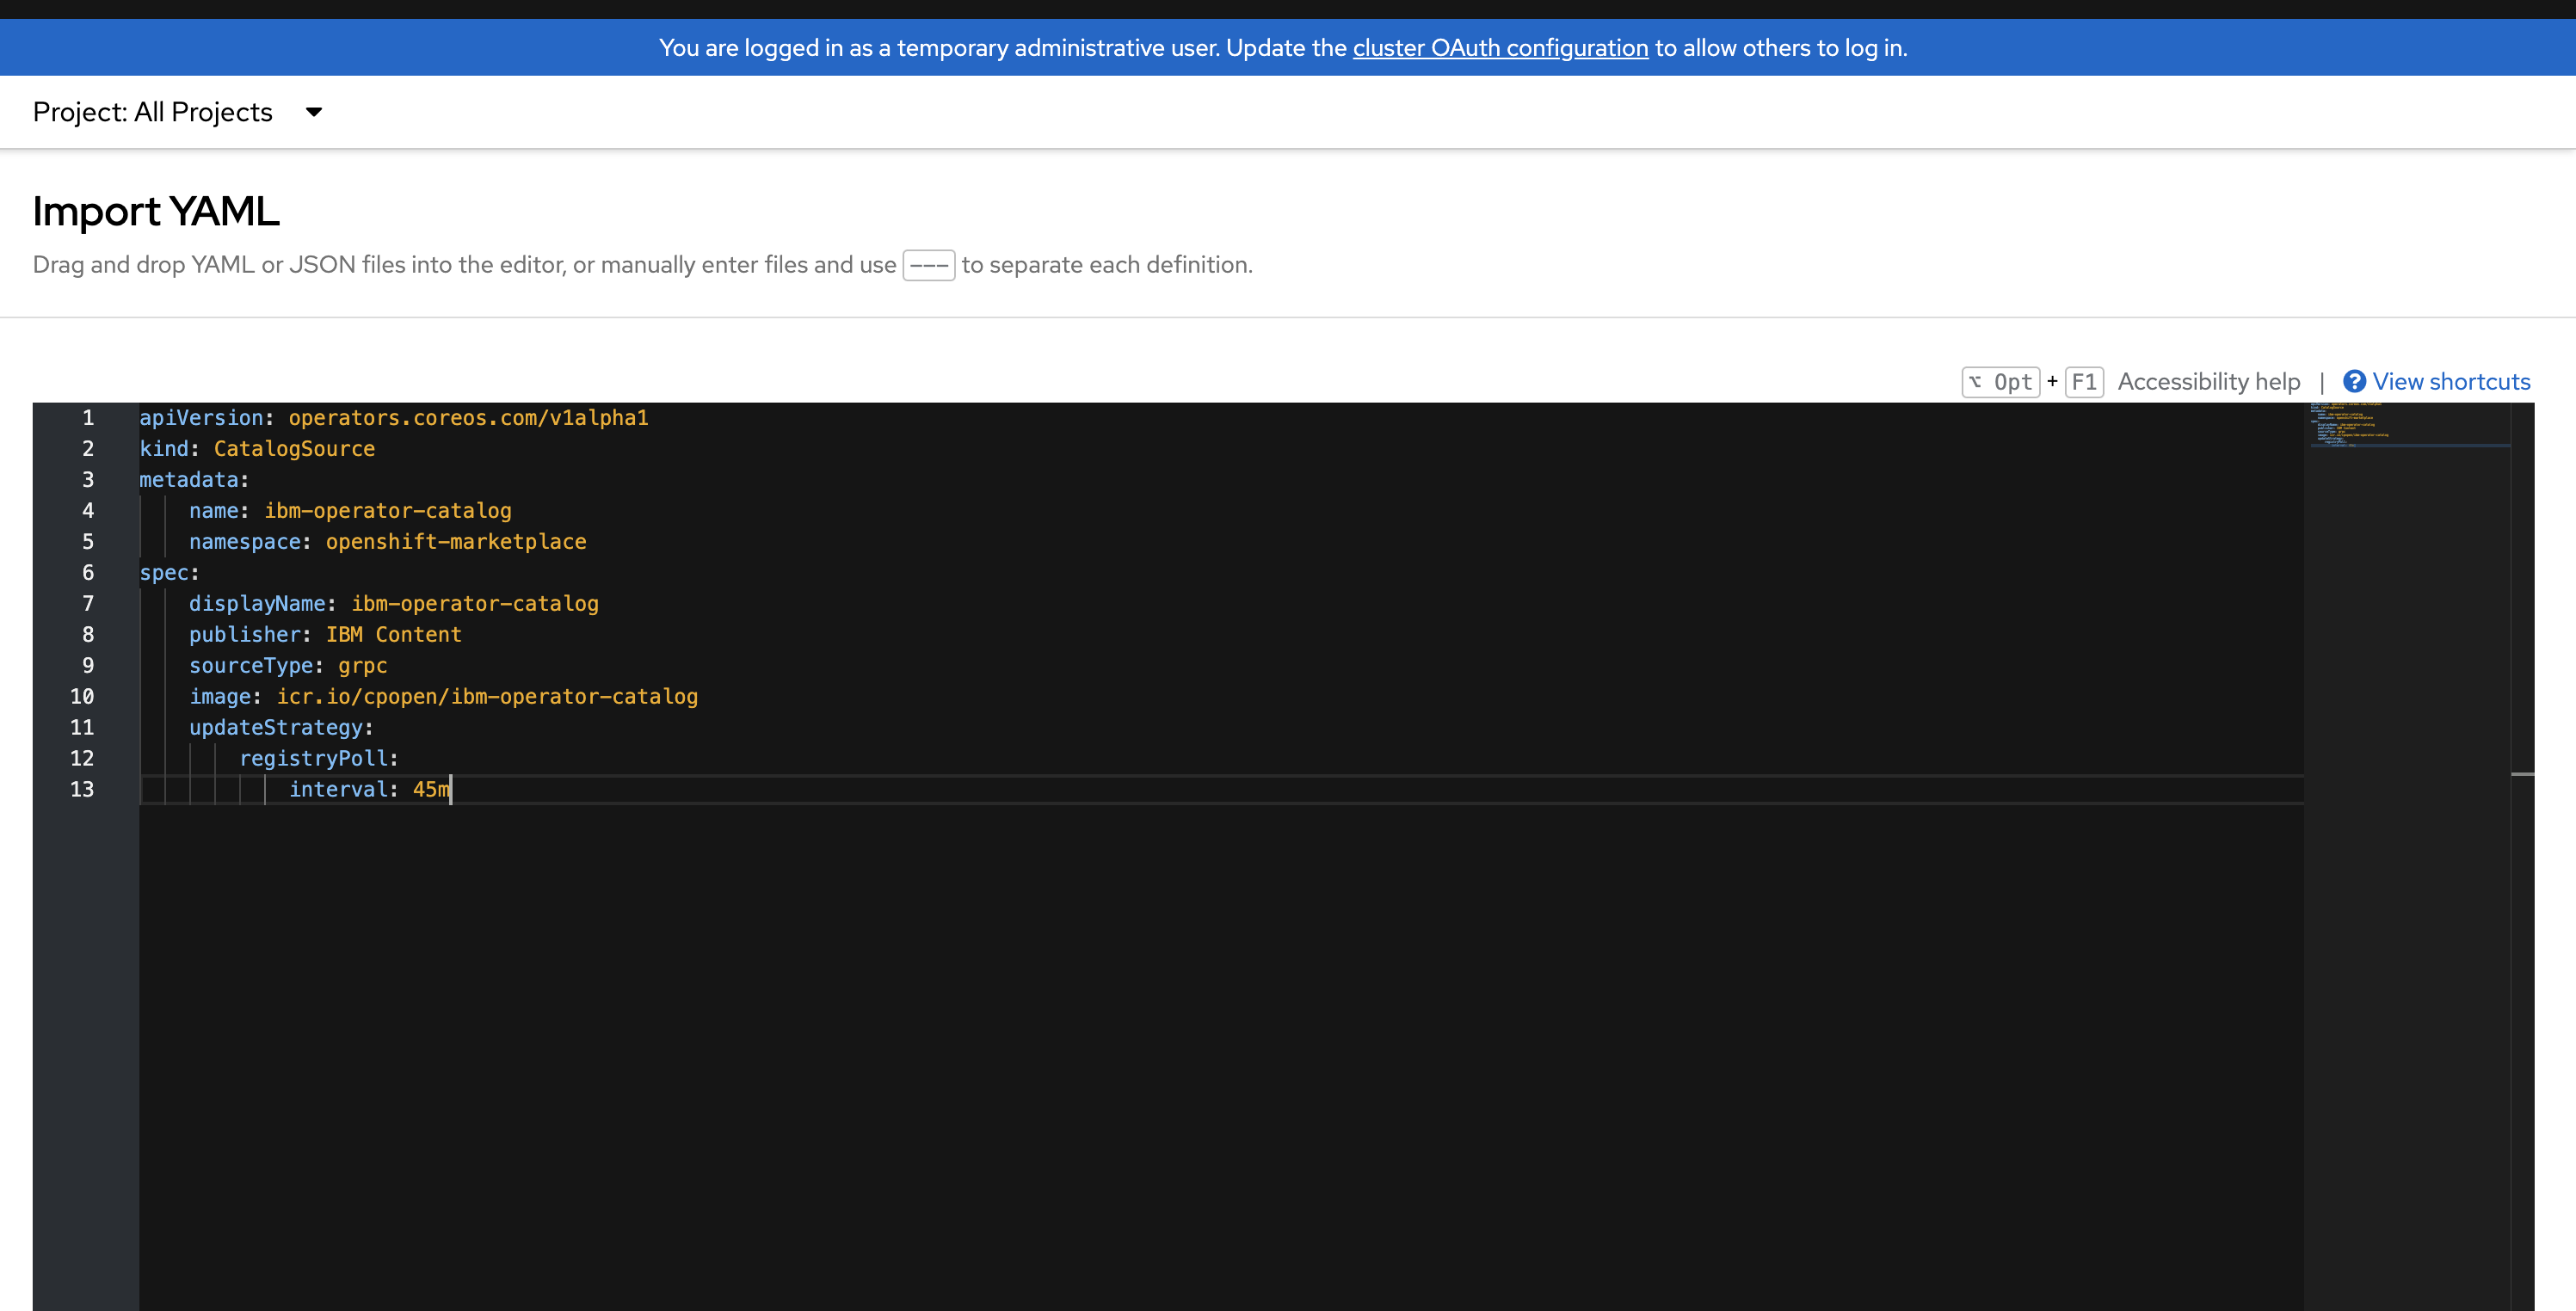 You are logged in as a temporary administrative user. Update the cluster OAuth configuration to allow others to log in.
Project: All Projects
Import YAML
Drag and drop YAML or JSON files into the editor, or manually enter files and use --- to separate each definition.
⌥ Opt + F1 Accessibility help | View shortcuts
1 apiVersion: operators.coreos.com/v1alpha1
2 kind: CatalogSource
3 metadata:
4     name: ibm-operator-catalog
5     namespace: openshift-marketplace
6 spec:
7     displayName: ibm-operator-catalog
8     publisher: IBM Content
9     sourceType: grpc
10     image: icr.io/cpopen/ibm-operator-catalog
11     updateStrategy:
12         registryPoll:
13             interval: 45m